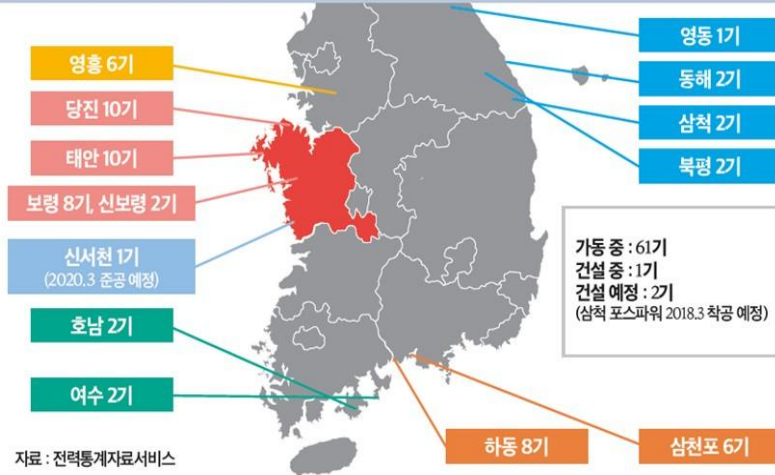 영흥 6기
당진 10기
태안 10기
보령 8기, 신보령 2기
신서천 1기
(2020.3 준공 예정)
호남 2기
여수 2기
자료 : 전력통계자료서비스
영동 1기
동해 2기
삼척 2기
북평 2기
가동 중 : 61기
건설 중 : 1기
건설 예정 : 2기
(삼척 포스파워 2018.3 착공 예정)
하동 8기
삼천포 6기